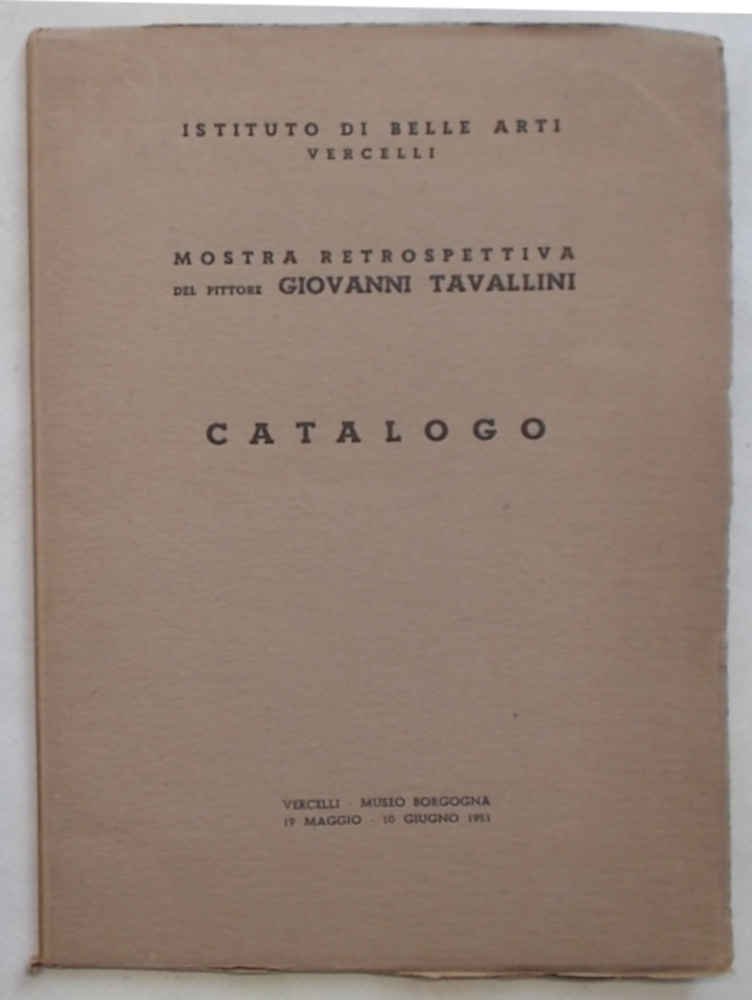 ISTITUTO DI BELLE ARTI
VERCELLI
MOSTRA RETROSPETTIVA
DEL PITTORE GIOVANNI TAVALLINI
CATALOGO
VERCELLI - MUSEO BORGOGNA
19 MAGGIO - 10 GIUGNO 1951